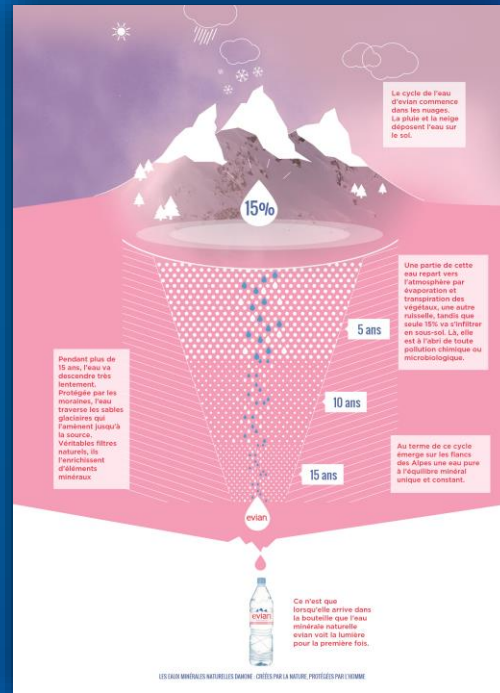 Le cycle de l'eau
d'evian commence
dans les nuages.
La pluie et la neige
déposent l'eau sur
le sol.
15%
Une partie de cette
eau repart vers
l'atmosphère par
évaporation et
transpiration des
végétaux, une autre
ruisselle, tandis que
seule 15% va s'infiltrer
en sous-sol. Là, elle
est à l'abri de toute
pollution chimique ou
microbiologique.
5 ans
Pendant plus de
15 ans, l'eau va
descendre très
lentement.
Protégée par les
moraines, l'eau
traverse les sables
glaciaires qui
l'amènent jusqu'à
la source.
Véritables filtres
naturels, ils
l'enrichissent
d'éléments
minéraux
10 ans
Au terme de ce cycle
émerge sur les flancs
des Alpes une eau pure
à l'équilibre minéral
unique et constant.
15 ans
evian
evian
Ce n'est que
lorsqu'elle arrive dans
la bouteille que l'eau
minérale naturelle
evian voit la lumière
pour la première fois.
LES EAUX MINÉRALES NATURELLES DANONE : CRÉÉES PAR LA NATURE, PROTÉGÉES PAR L'HOMME